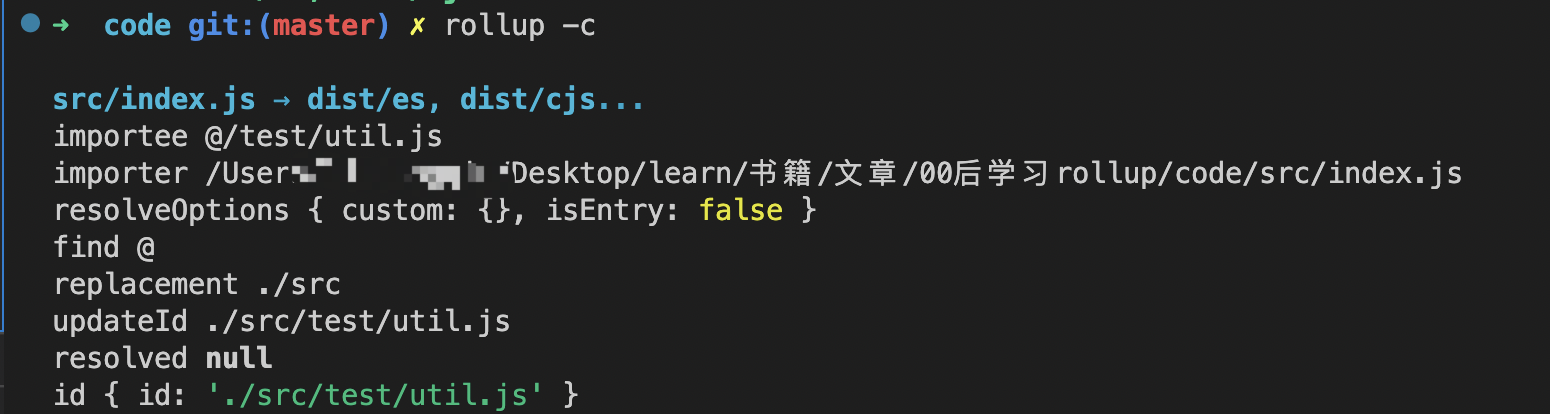 ➜ code git:(master) ✗ rollup -c
src/index.js → dist/es, dist/cjs...
importee @/test/util.js
importer /User Desktop/learn/书籍/文章/00后学习rollup/code/src/index.js
resolveOptions { custom: {}, isEntry: false }
find @
replacement ./src
updateId ./src/test/util.js
resolved null
id { id: './src/test/util.js' }